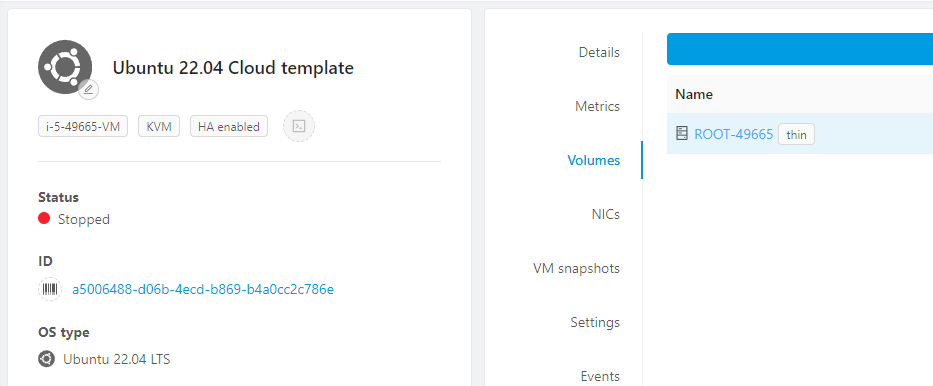 Ubuntu 22.04 Cloud template
i-5-49665-VM KVM HA enabled
Status
Stopped
ID
a5006488-d06b-4ecd-b869-b4a0cc2c786e
OS type
Ubuntu 22.04 LTS
Details
Metrics
Volumes
NICs
VM snapshots
Settings
Events
Name
ROOT-49665 thin